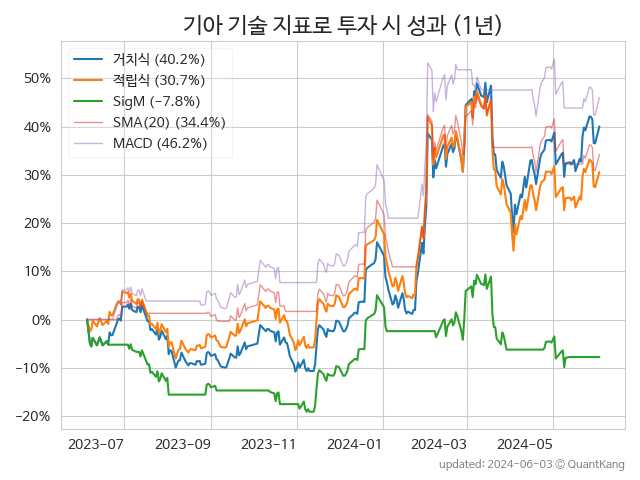 기아 기술 지표로 투자 시 성과 (1년)
거치식 (40.2%)
적립식 (30.7%)
SigM (−7.8%)
SMA(20) (34.4%)
MACD (46.2%)
50%
40%
30%
20%
10%
0%
−10%
−20%
2023-07 2023-09 2023-11 2024-01 2024-03 2024-05
updated: 2024-06-03 ⓒ QuantKang